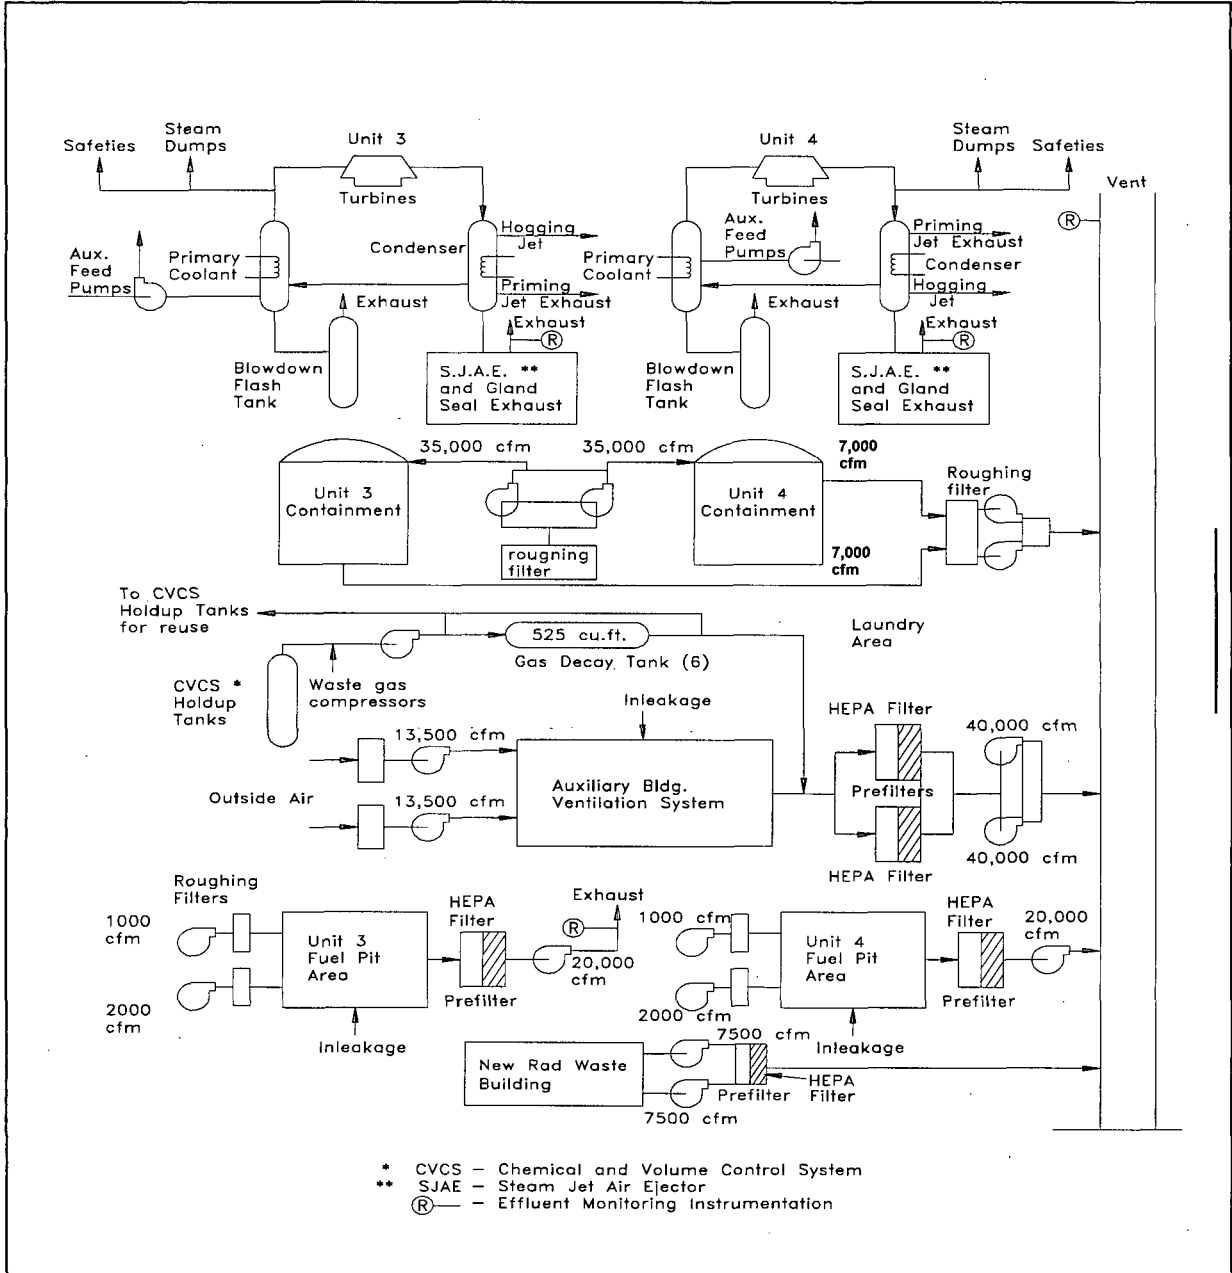 Safeties
Steam
Dumps
Unit 3
Turbines
Unit 4
Turbines
Steam
Dumps
Safeties
Vent
R
Aux.
Feed
Pumps
Primary
Coolant
Condenser
Hogging
Jet
Priming
Jet Exhaust
Exhaust
R
Exhaust
Blowdown
Flash
Tank
S.J.A.E. **
and Gland
Seal Exhaust
Primary
Coolant
Aux.
Feed
Pumps
Priming
Jet Exhaust
Condenser
Hogging
Jet
Exhaust
R
Exhaust
Blowdown
Flash
Tank
S.J.A.E. **
and Gland
Seal Exhaust
35,000 cfm
35,000 cfm
7,000
cfm
Unit 3
Containment
Unit 4
Containment
Roughing
filter
rougning
filter
7,000
cfm
To CVCS
Holdup Tanks
for reuse
525 cu.ft.
Gas Decay Tank (6)
Laundry
Area
CVCS *
Holdup
Tanks
Waste gas
compressors
Inleakage
HEPA Filter
13,500 cfm
40,000 cfm
Outside Air
Auxiliary Bldg.
Ventilation System
Prefilters
13,500 cfm
40,000 cfm
HEPA Filter
Roughing
Filters
1000
cfm
Unit 3
Fuel Pit
Area
HEPA
Filter
Exhaust
R
20,000
cfm
Prefilter
2000
cfm
Inleakage
1000 cfm
Unit 4
Fuel Pit
Area
HEPA
Filter
20,000
cfm
Prefilter
2000 cfm
Inleakage
New Rad Waste
Building
7500 cfm
7500 cfm
Prefilter
HEPA
Filter
* CVCS – Chemical and Volume Control System
** SJAE – Steam Jet Air Ejector
R – Effluent Monitoring Instrumentation